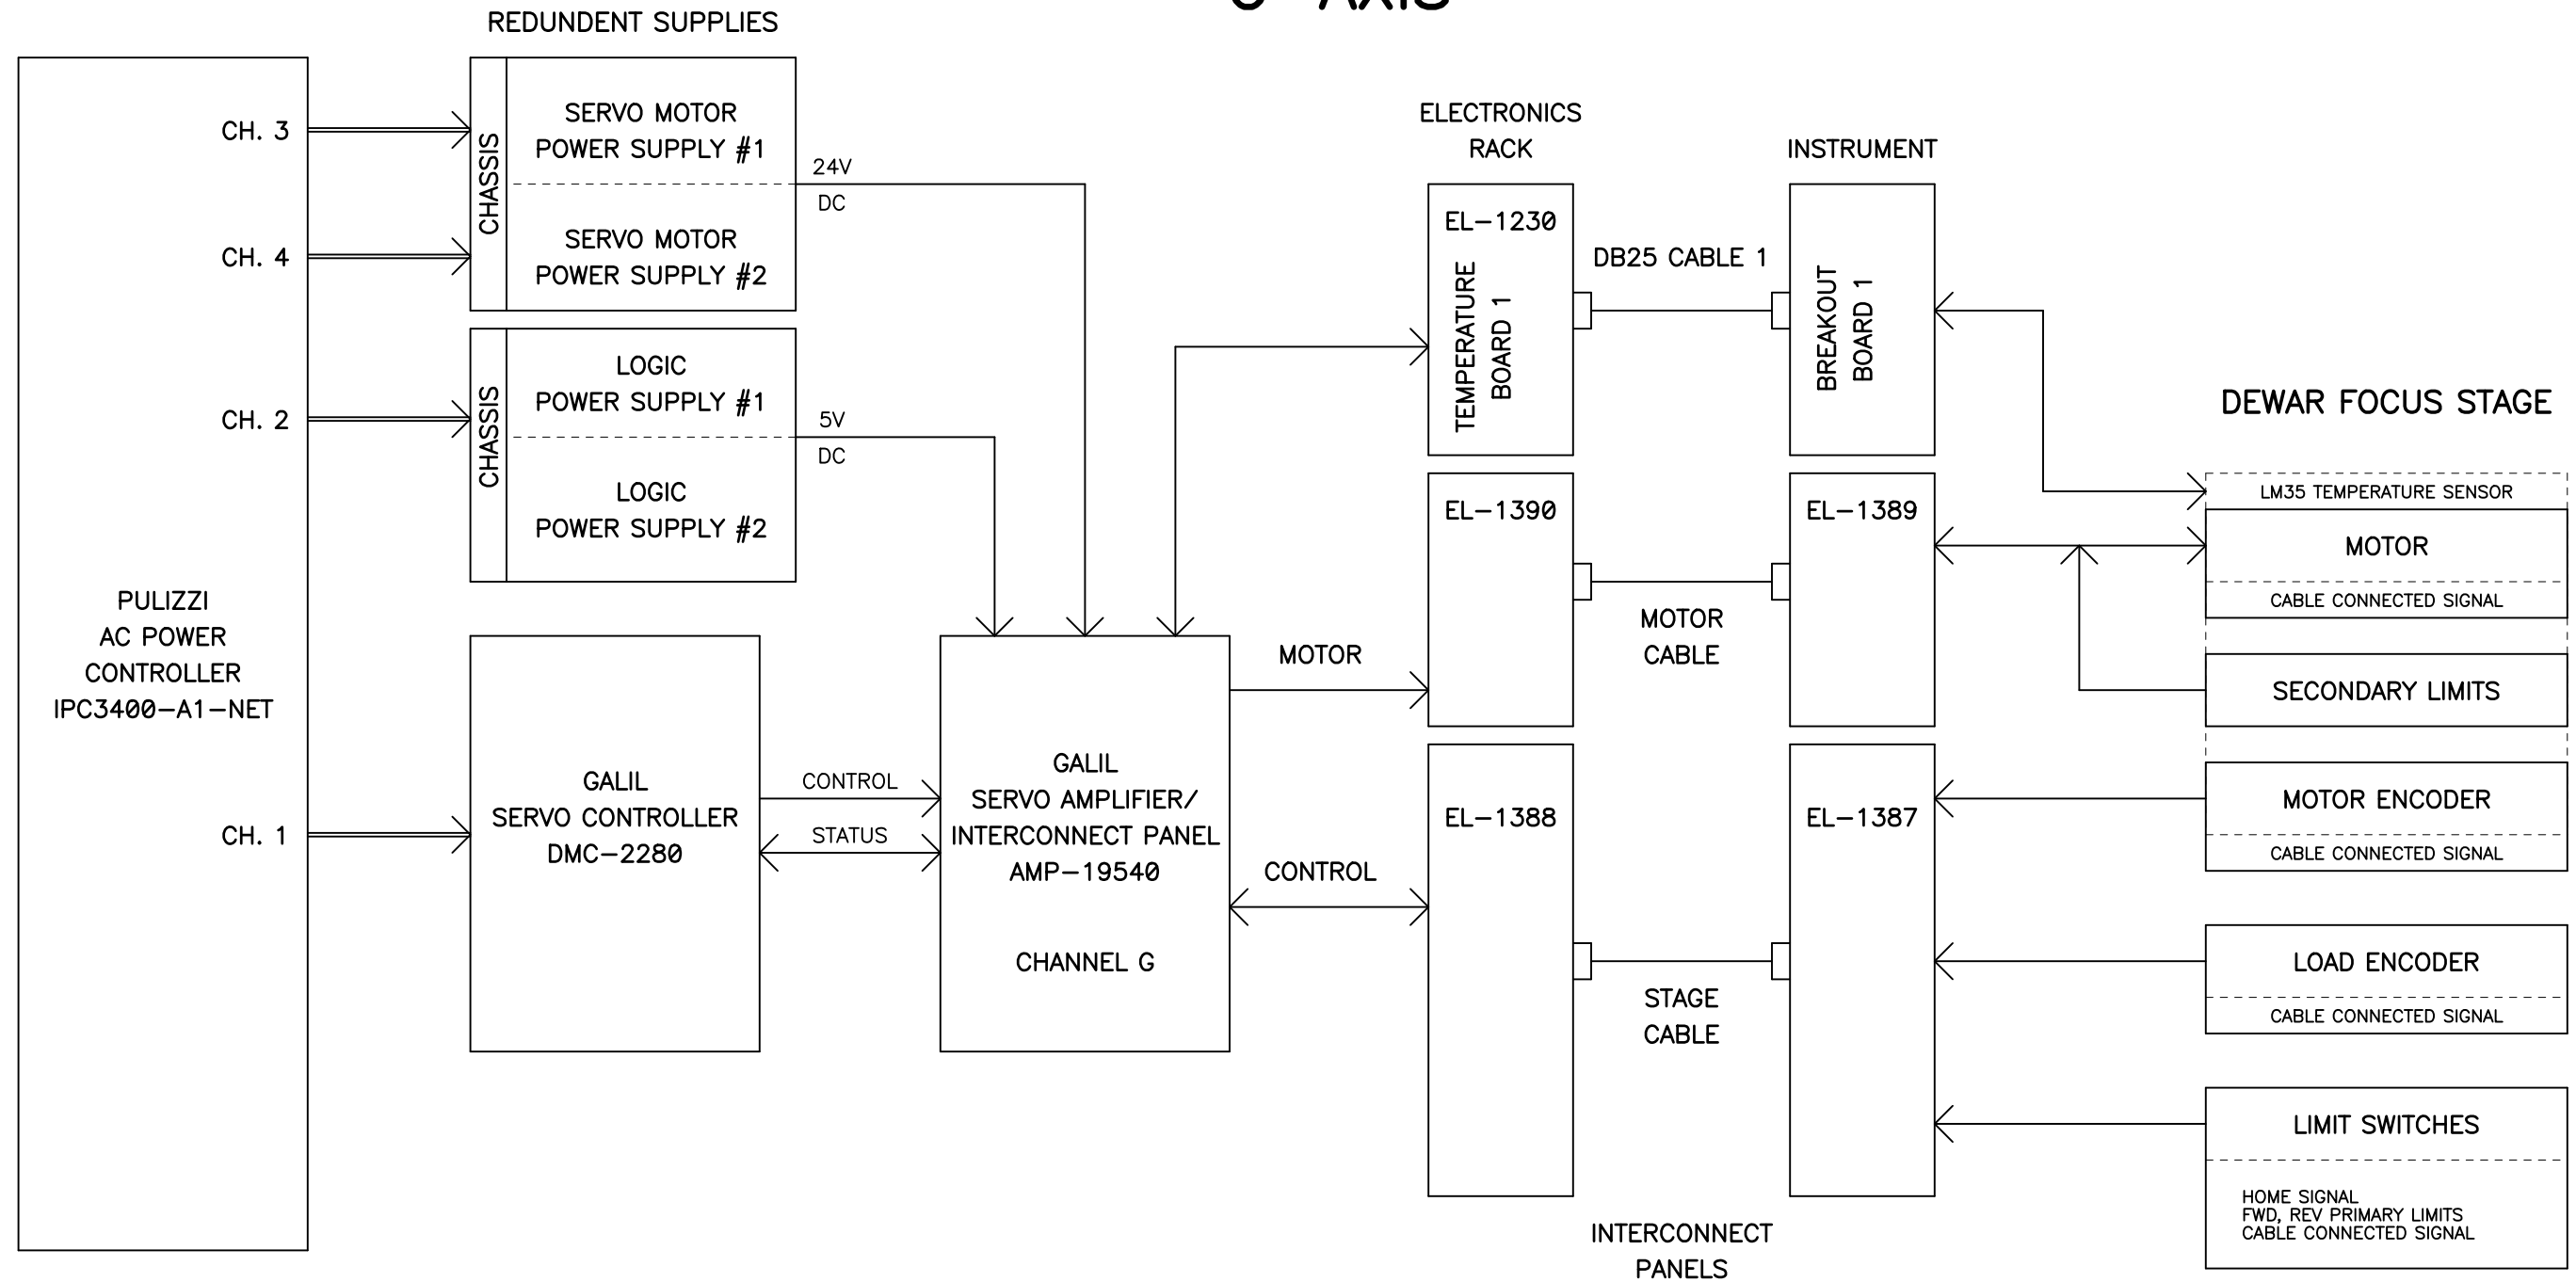 REDUNDENT SUPPLIES
AXIS
CH. 3
CH. 4
CH. 2
CH. 1
PULIZZI
AC POWER
CONTROLLER
IPC3400-A1-NET
CHASSIS
SERVO MOTOR
POWER SUPPLY #1
SERVO MOTOR
POWER SUPPLY #2
24V
DC
CHASSIS
LOGIC
POWER SUPPLY #1
LOGIC
POWER SUPPLY #2
5V
DC
GALIL
SERVO CONTROLLER
DMC-2280
CONTROL
STATUS
GALIL
SERVO AMPLIFIER/
INTERCONNECT PANEL
AMP-19540
CHANNEL G
MOTOR
CONTROL
ELECTRONICS
RACK
EL-1230
TEMPERATURE
BOARD 1
DB25 CABLE 1
INSTRUMENT
BREAKOUT
BOARD 1
EL-1390
MOTOR
CABLE
EL-1389
EL-1388
STAGE
CABLE
EL-1387
INTERCONNECT
PANELS
DEWAR FOCUS STAGE
LM35 TEMPERATURE SENSOR
MOTOR
CABLE CONNECTED SIGNAL
SECONDARY LIMITS
MOTOR ENCODER
CABLE CONNECTED SIGNAL
LOAD ENCODER
CABLE CONNECTED SIGNAL
LIMIT SWITCHES
HOME SIGNAL
FWD, REV PRIMARY LIMITS
CABLE CONNECTED SIGNAL